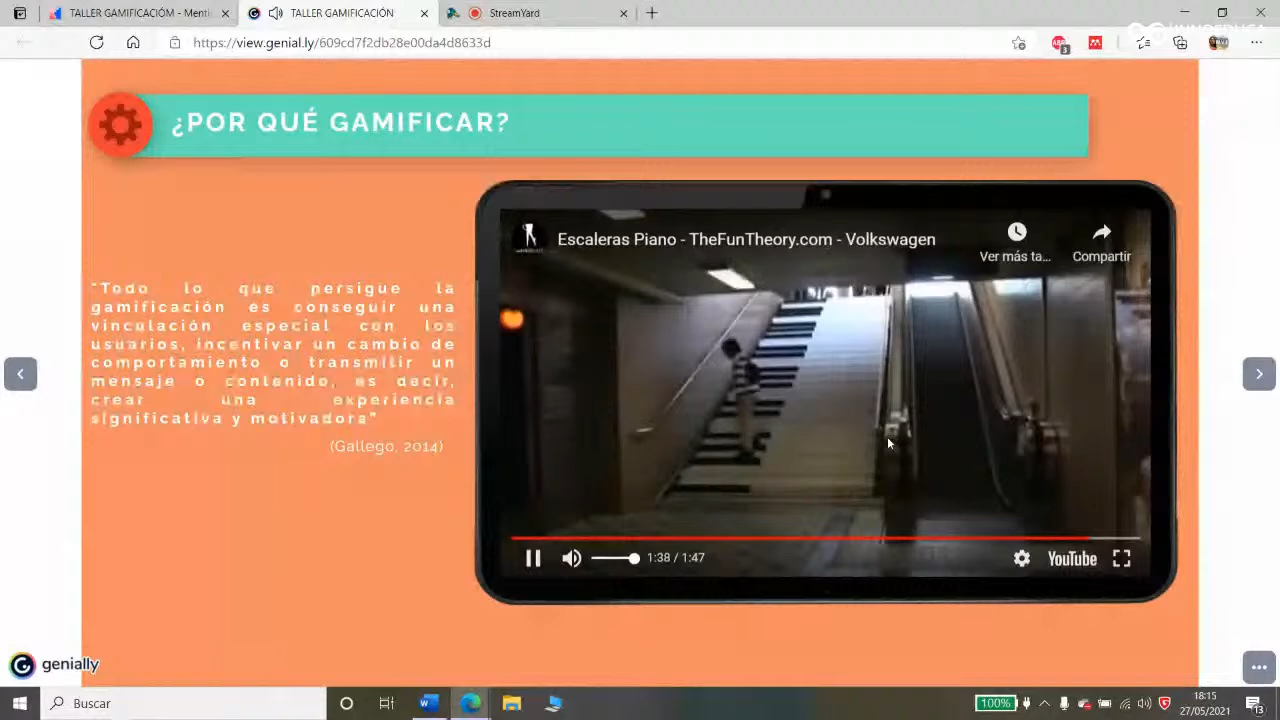 TALLER GAMIFICACIÓM - Menti
TALLER GAMIFICACIÓN
StreamYard
https://view.genial.ly/609cd7f2db28e00da4d8633d
¿POR QUÉ GAMIFICAR?
"Todo lo que persigue la
gamificación es conseguir una
vinculación especial con los
usuarios, incentivar un cambio de
comportamiento o transmitir un
mensaje o contenido, es decir,
crear una experiencia
significativa y motivadora"
(Gallego, 2014)
Escaleras Piano - TheFunTheory.com - Volkswagen
Ver más ta...
Compartir
1:38 / 1:47
YouTube
genially
Buscar
100%
18:15
27/05/2021
13